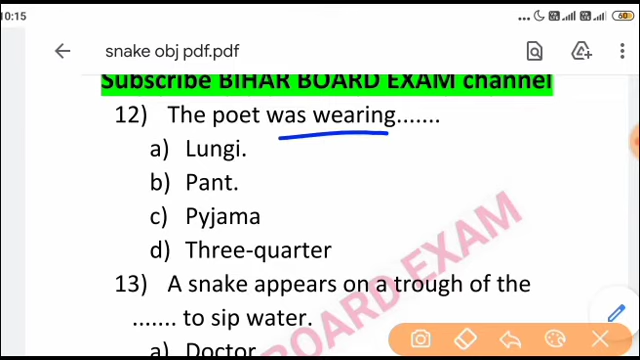 10:15
60
snake obj pdf.pdf
Subscribe BIHAR BOARD EXAM channel
12) The poet was wearing.......
a) Lungi.
b) Pant.
c) Pyjama
d) Three-quarter
13) A snake appears on a trough of the
....... to sip water.
a) Doctor
BOARD EXAM